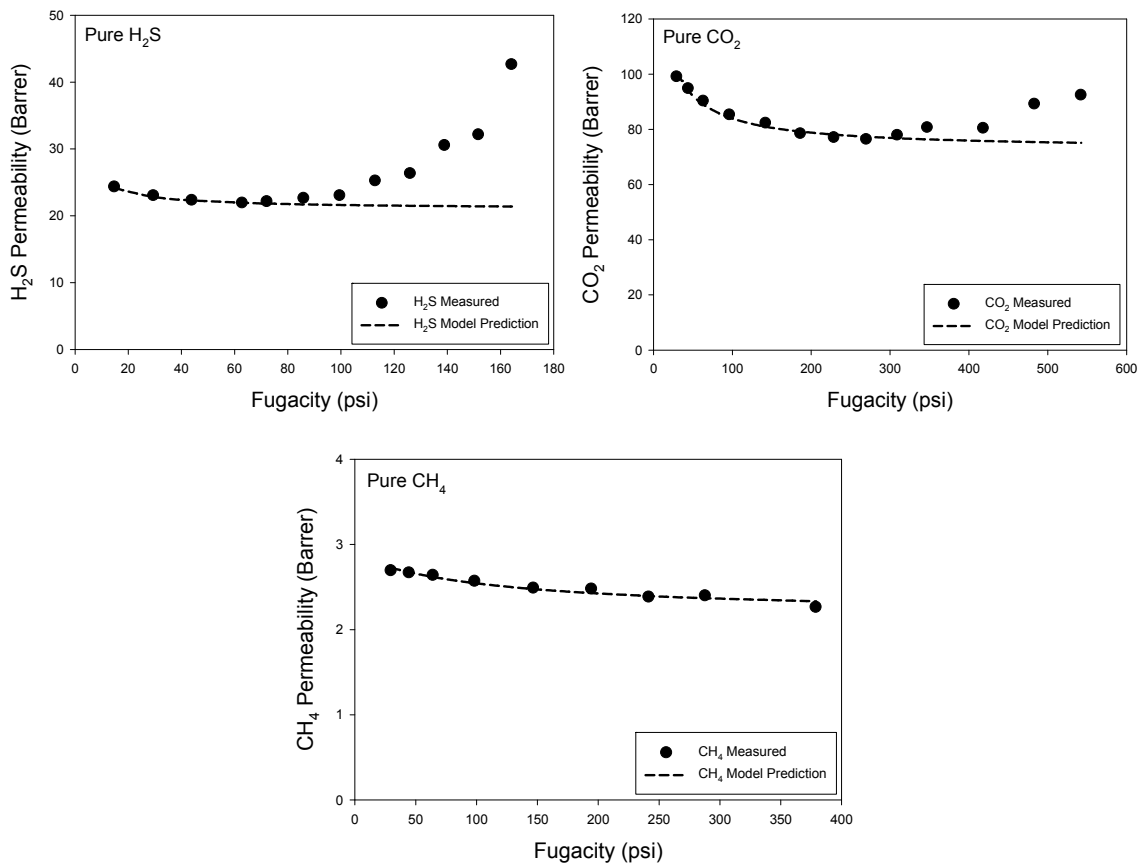 Pure H₂S
H₂S Permeability (Barrer)
50
40
30
20
10
0
H₂S Measured
H₂S Model Prediction
0 20 40 60 80 100 120 140 160 180
Fugacity (psi)
Pure CO₂
CO₂ Permeability (Barrer)
120
100
80
60
40
20
0
CO₂ Measured
CO₂ Model Prediction
0 100 200 300 400 500 600
Fugacity (psi)
Pure CH₄
CH₄ Permeability (Barrer)
4
3
2
1
0
CH₄ Measured
CH₄ Model Prediction
0 50 100 150 200 250 300 350 400
Fugacity (psi)